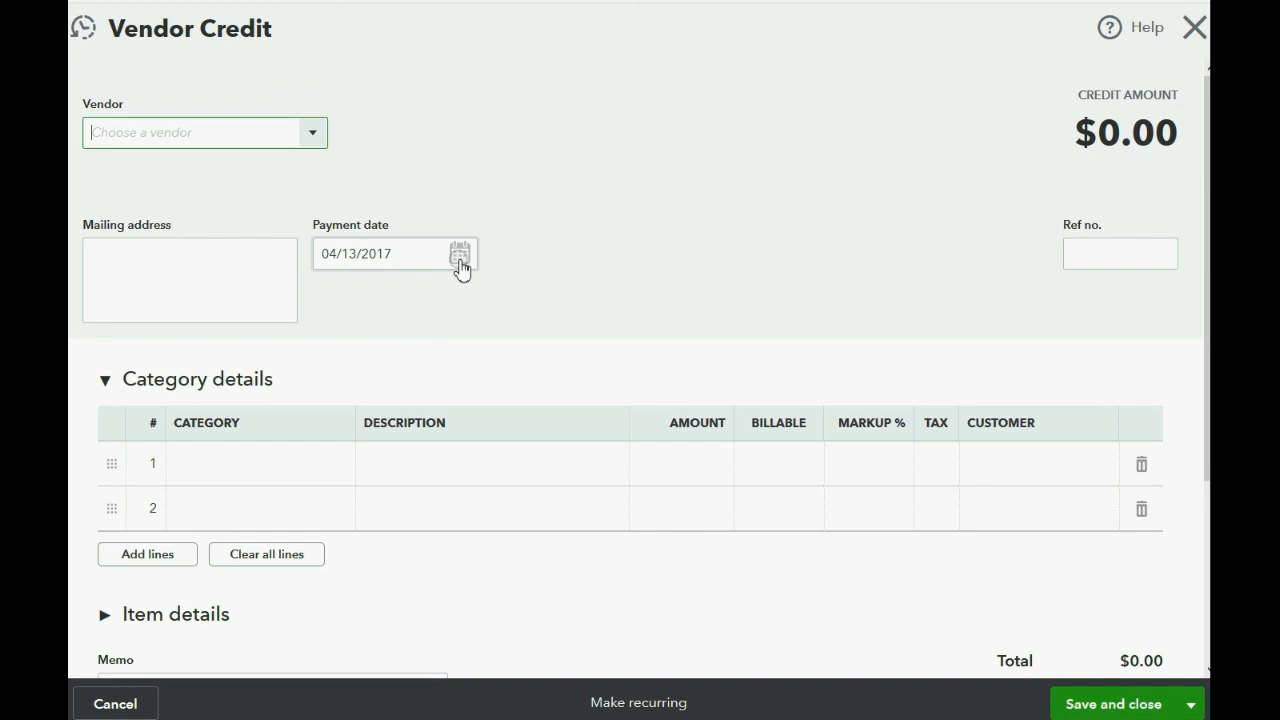 Vendor Credit
Help
Vendor
CREDIT AMOUNT
Choose a vendor
$0.00
Mailing address
Payment date
Ref no.
04/13/2017
Category details
# CATEGORY DESCRIPTION AMOUNT BILLABLE MARKUP % TAX CUSTOMER
1
2
Add lines
Clear all lines
Item details
Memo
Total $0.00
Cancel
Make recurring
Save and close